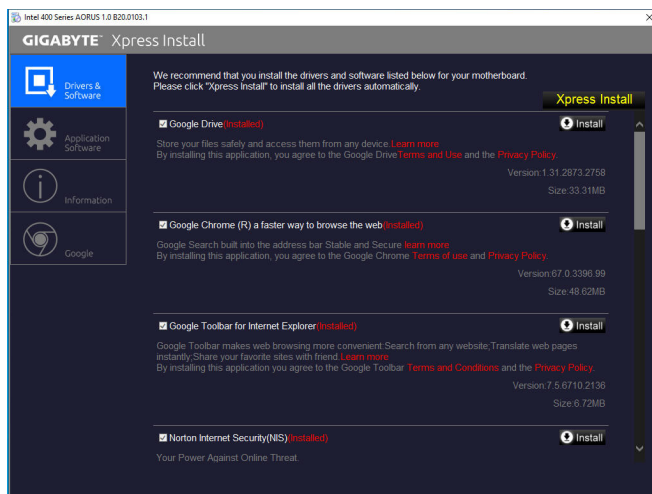 Intel 400 Series AORUS 1.0 B20.0103.1
GIGABYTE™ Xpress Install
Drivers & Software
Application Software
Information
Google
We recommend that you install the drivers and software listed below for your motherboard.
Please click "Xpress Install" to install all the drivers automatically.
Xpress Install
Google Drive(Installed)
Install
Store your files safely and access them from any device.Learn more
By installing this application, you agree to the Google DriveTerms and Use and the Privacy Policy.
Version:1.31.2873.2758
Size:33.31MB
Google Chrome (R) a faster way to browse the web(Installed)
Install
Google Search built into the address bar Stable and Secure learn more
By installing this application, you agree to the Google Chrome Terms of use and Privacy Policy.
Version:67.0.3396.99
Size:48.62MB
Google Toolbar for Internet Explorer(Installed)
Install
Google Toolbar makes web browsing more convenient:Search from any website;Translate web pages
instantly;Share your favorite sites with friend.Learn more
By installing this application you agree to the Google Toolbar Terms and Conditions and the Privacy Policy.
Version:7.5.6710.2136
Size:6.72MB
Norton Internet Security(NIS)(Installed)
Install
Your Power Against Online Threat.